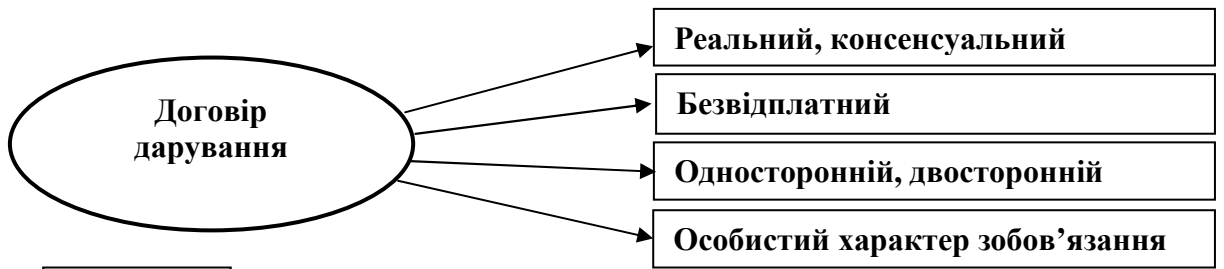 Договір
дарування
Реальний, консенсуальний
Безвідплатний
Односторонній, двосторонній
Особистий характер зобов’язання